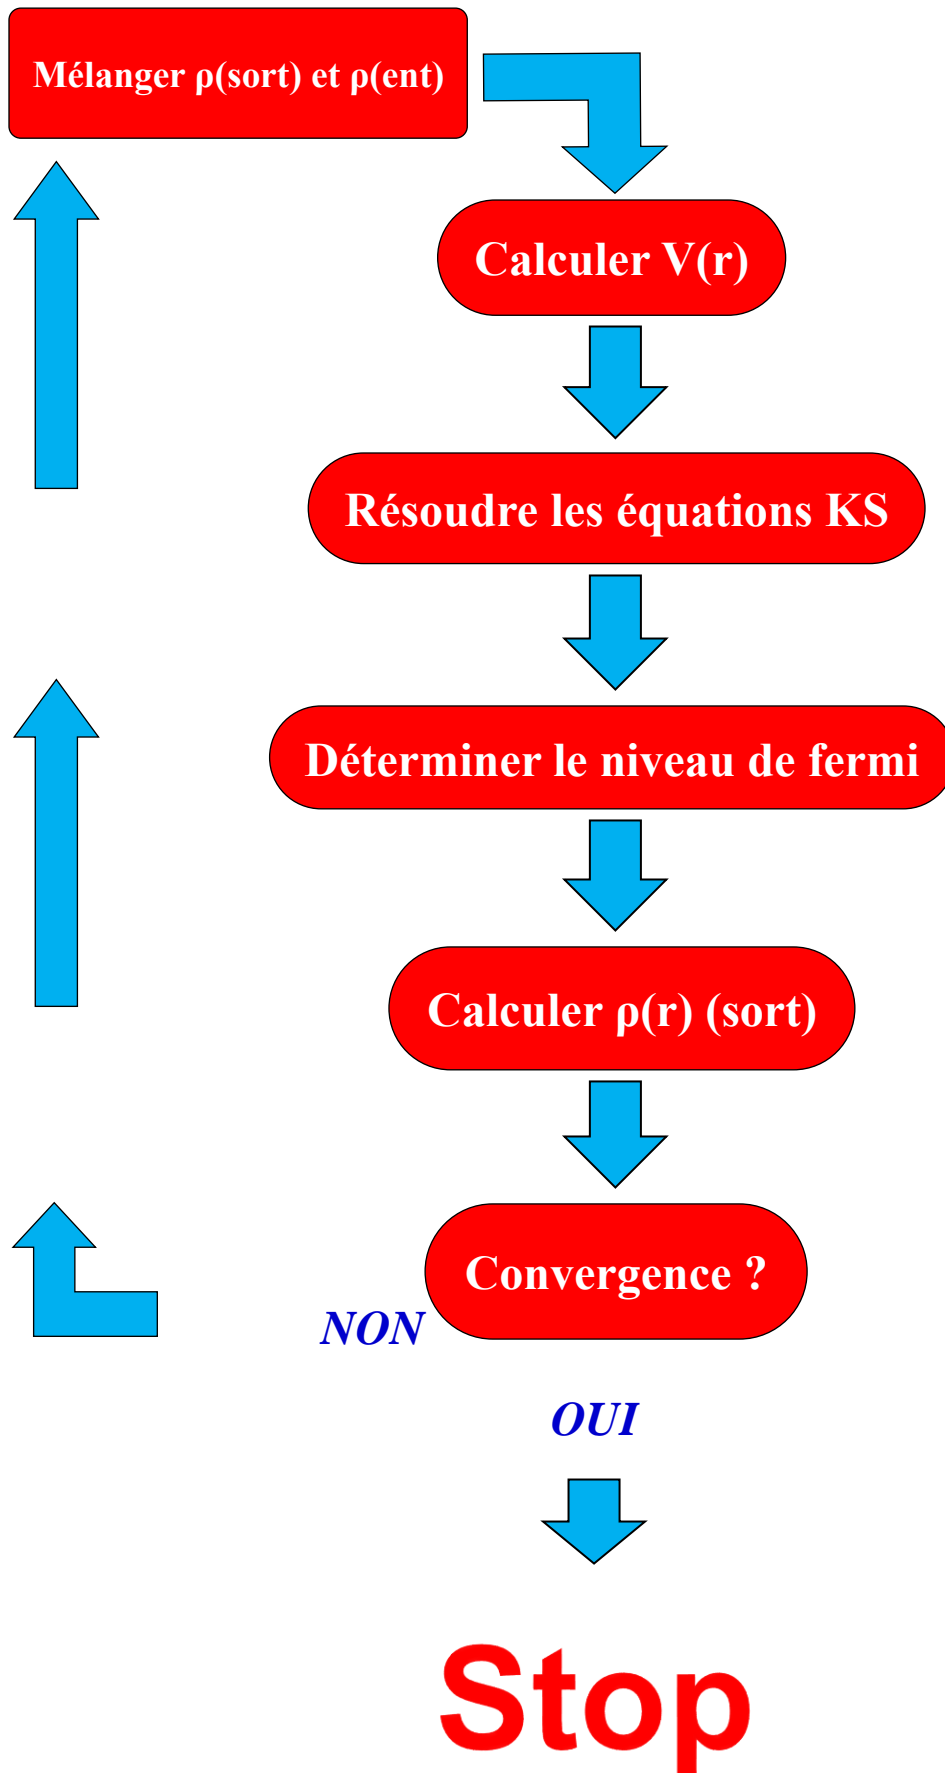 Mélanger ρ(sort) et ρ(ent)
Calculer V(r)
Résoudre les équations KS
Déterminer le niveau de fermi
Calculer ρ(r) (sort)
Convergence ?
NON
OUI
Stop